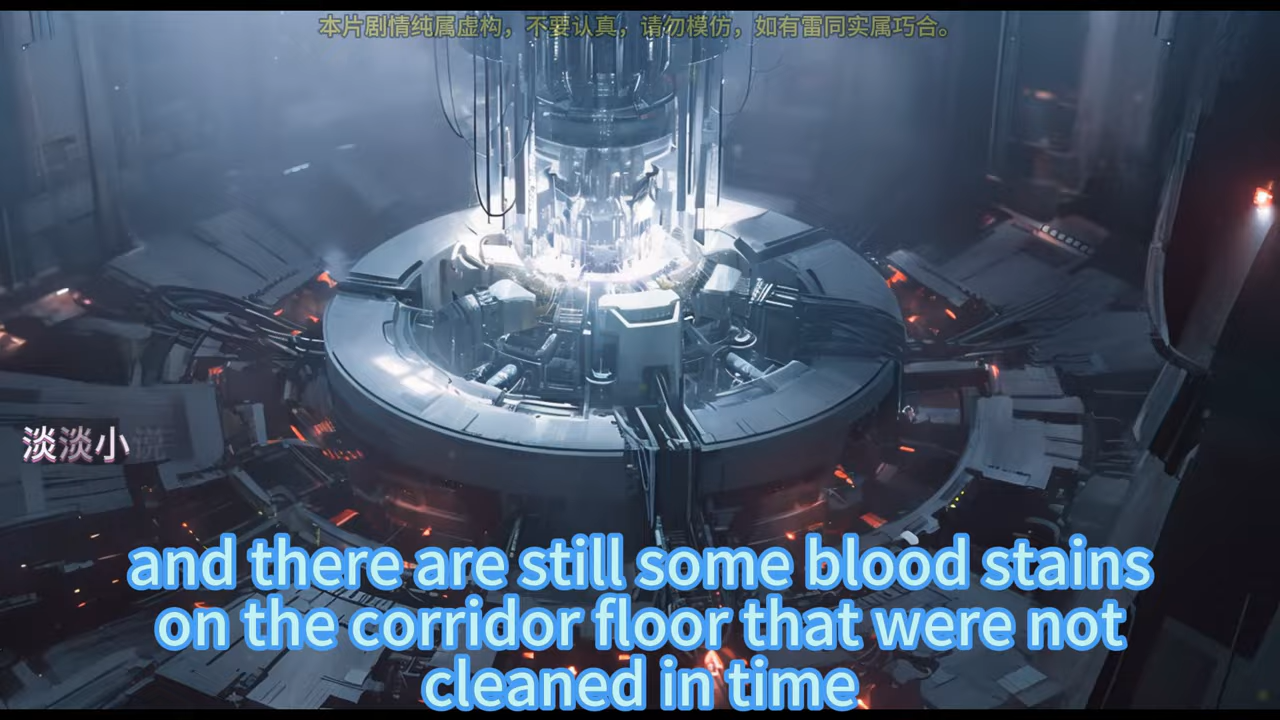 本片剧情纯属虚构，不要认真，请勿模仿，如有雷同实属巧合。
淡淡小
and there are still some blood stains
on the corridor floor that were not
cleaned in time